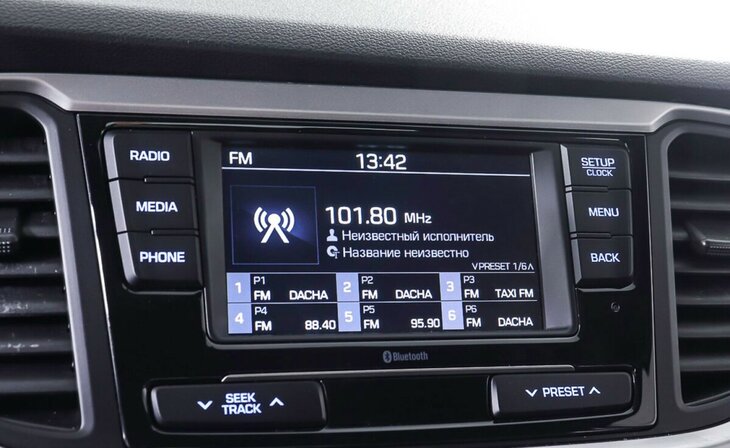 RADIO
MEDIA
PHONE
FM 13:42
101.80 MHz
Неизвестный исполнитель
Название неизвестно
∨PRESET 1/6∧
1 P1 FM DACHA
2 P2 FM DACHA
3 P3 FM TAXI FM
4 P4 FM 88.40
5 P5 FM 95.90
6 P6 FM DACHA
SETUP
CLOCK
MENU
BACK
Bluetooth
∨ SEEK ∧
TRACK
∨ PRESET ∧